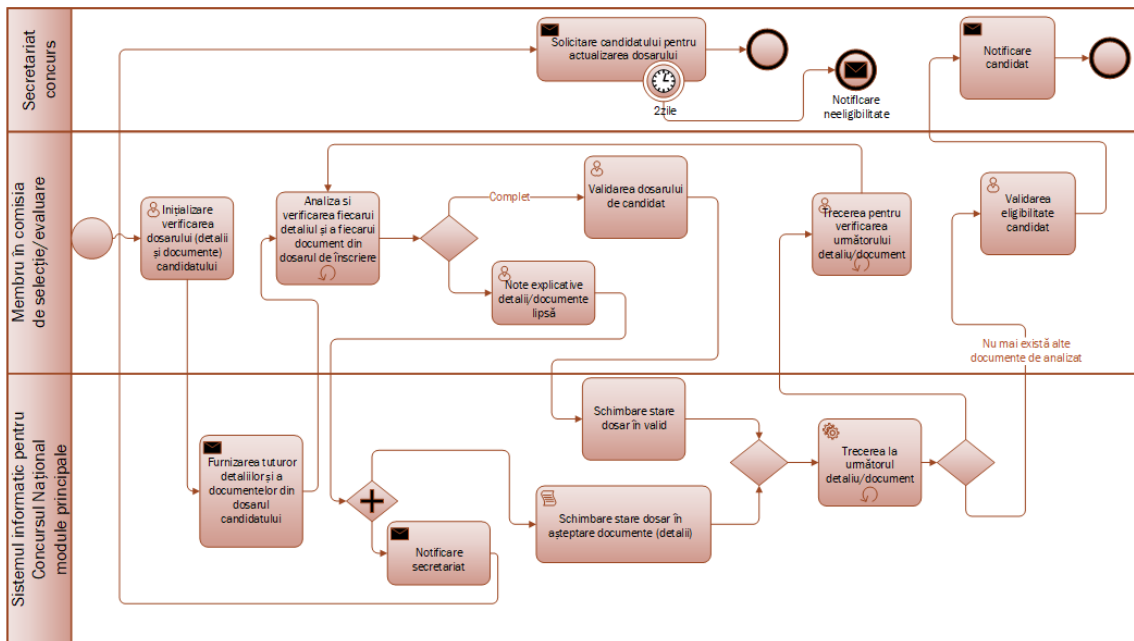 Secretariat
concurs
Solicitare candidatului pentru
actualizarea dosarului
2zile
Notificare
neeligibilitate
Notificare
candidat
Membru în comisia
de selecție/evaluare
Inițializare
verificarea
dosarului (detalii
și documente)
candidatului
Analiza si
verificarea fiecarui
detaliul și a fiecarui
document din
dosarul de înscriere
Complet
Validarea dosarului
de candidat
Note explicative
detalii/documente
lipsă
Trecerea pentru
verificarea
următorului
detaliu/document
Validarea
eligibilitate
candidat
Nu mai există alte
documente de analizat
Sistemul informatic pentru
Concursul Național
module principale
Furnizarea tuturor
detaliilor și a
documentelor din
dosarul
candidatului
Notificare
secretariat
Schimbare stare
dosar în valid
Schimbare stare dosar în
așteptare documente (detalii)
Trecerea la
următorul
detaliu/document